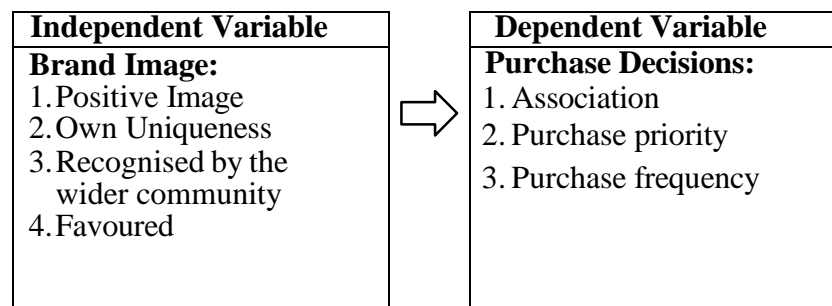 Independent Variable
Brand Image:
1.Positive Image
2.Own Uniqueness
3.Recognised by the
wider community
4.Favoured
Dependent Variable
Purchase Decisions:
1. Association
2. Purchase priority
3. Purchase frequency